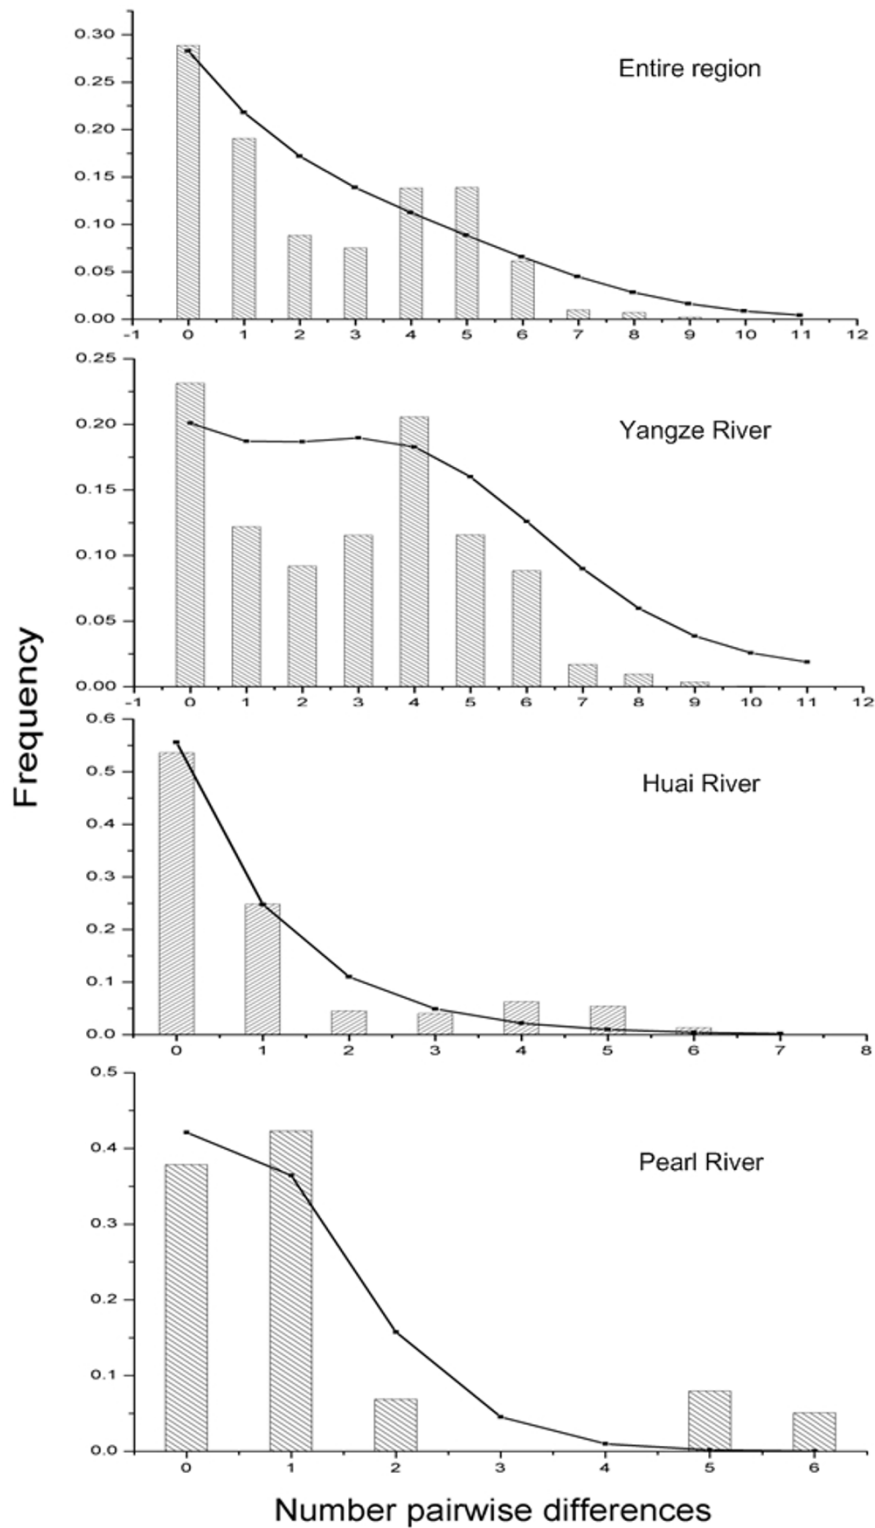 0.30
0.25
0.20
0.15
0.10
0.05
0.00
Entire region
-1 0 1 2 3 4 5 6 7 8 9 10 11 12
0.25
0.20
0.15
0.10
0.05
0.00
Yangze River
-1 0 1 2 3 4 5 6 7 8 9 10 11 12
Frequency
0.6
0.5
0.4
0.3
0.2
0.1
0.0
Huai River
0 1 2 3 4 5 6 7 8
0.5
0.4
0.3
0.2
0.1
0.0
Pearl River
0 1 2 3 4 5 6
Number pairwise differences